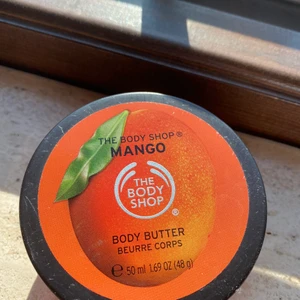 THE BODY SHOP®
MANGO
THE
BODY
SHOP®
BODY BUTTER
BEURRE CORPS
℮ 50 ml 1.69 OZ (48 g)